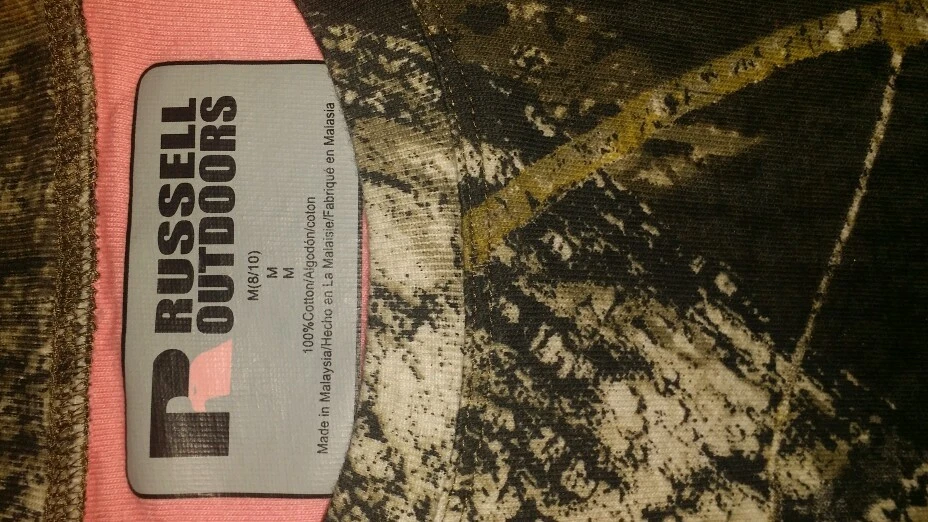 RUSSELL
OUTDOORS
M(8/10)
M
M
100%Cotton/Algodón/coton
Made in Malaysia/Hecho en La Malaisie/Fabriqué en Malasia